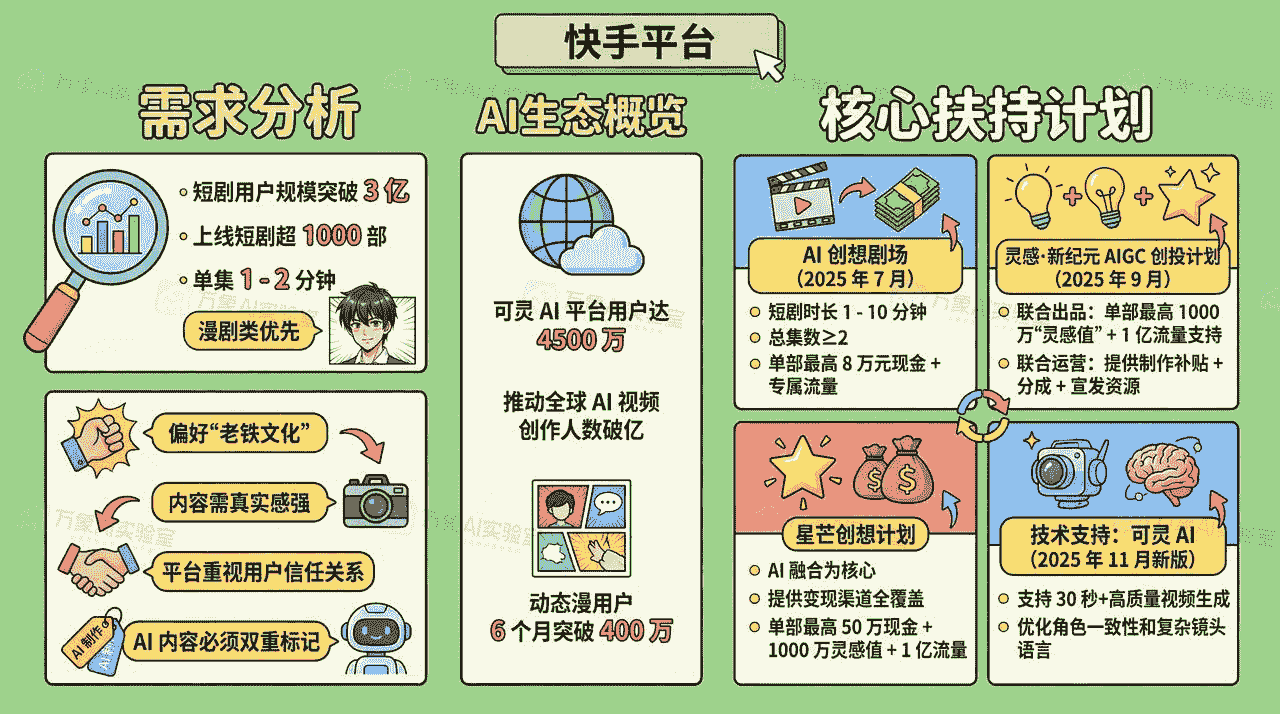 快手平台
需求分析
短剧用户规模突破 3 亿
上线短剧超 1000 部
单集 1 - 2 分钟
漫剧类优先
偏好“老铁文化”
内容需真实感强
平台重视用户信任关系
AI 制作
AI 内容必须双重标记
AI生态概览
可灵 AI 平台用户达
4500 万
推动全球 AI 视频
创作人数破亿
动态漫用户
6 个月突破 400 万
核心扶持计划
AI 创想剧场
（2025 年 7 月）
短剧时长 1 - 10 分钟
总集数≥2
单部最高 8 万元现金 +
专属流量
灵感·新纪元 AIGC 创投计划
（2025 年 9 月）
联合出品：单部最高 1000
万“灵感值” + 1 亿流量支持
联合运营：提供制作补贴 +
分成 + 宣发资源
星芒创想计划
AI 融合为核心
提供变现渠道全覆盖
单部最高 50 万现金 +
1000 万灵感值 + 1 亿流量
技术支持：可灵 AI
（2025 年 11 月新版）
支持 30 秒+高质量视频生成
优化角色一致性和复杂镜头
语言
万象AI实验室